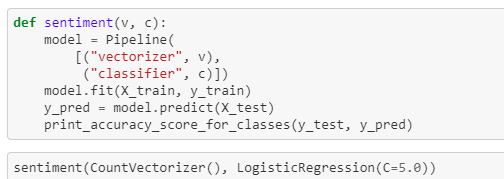 def sentiment(v, c):
    model = Pipeline(
        [("vectorizer", v),
         ("classifier", c)])
    model.fit(X_train, y_train)
    y_pred = model.predict(X_test)
    print_accuracy_score_for_classes(y_test, y_pred)
sentiment(CountVectorizer(), LogisticRegression(C=5.0))